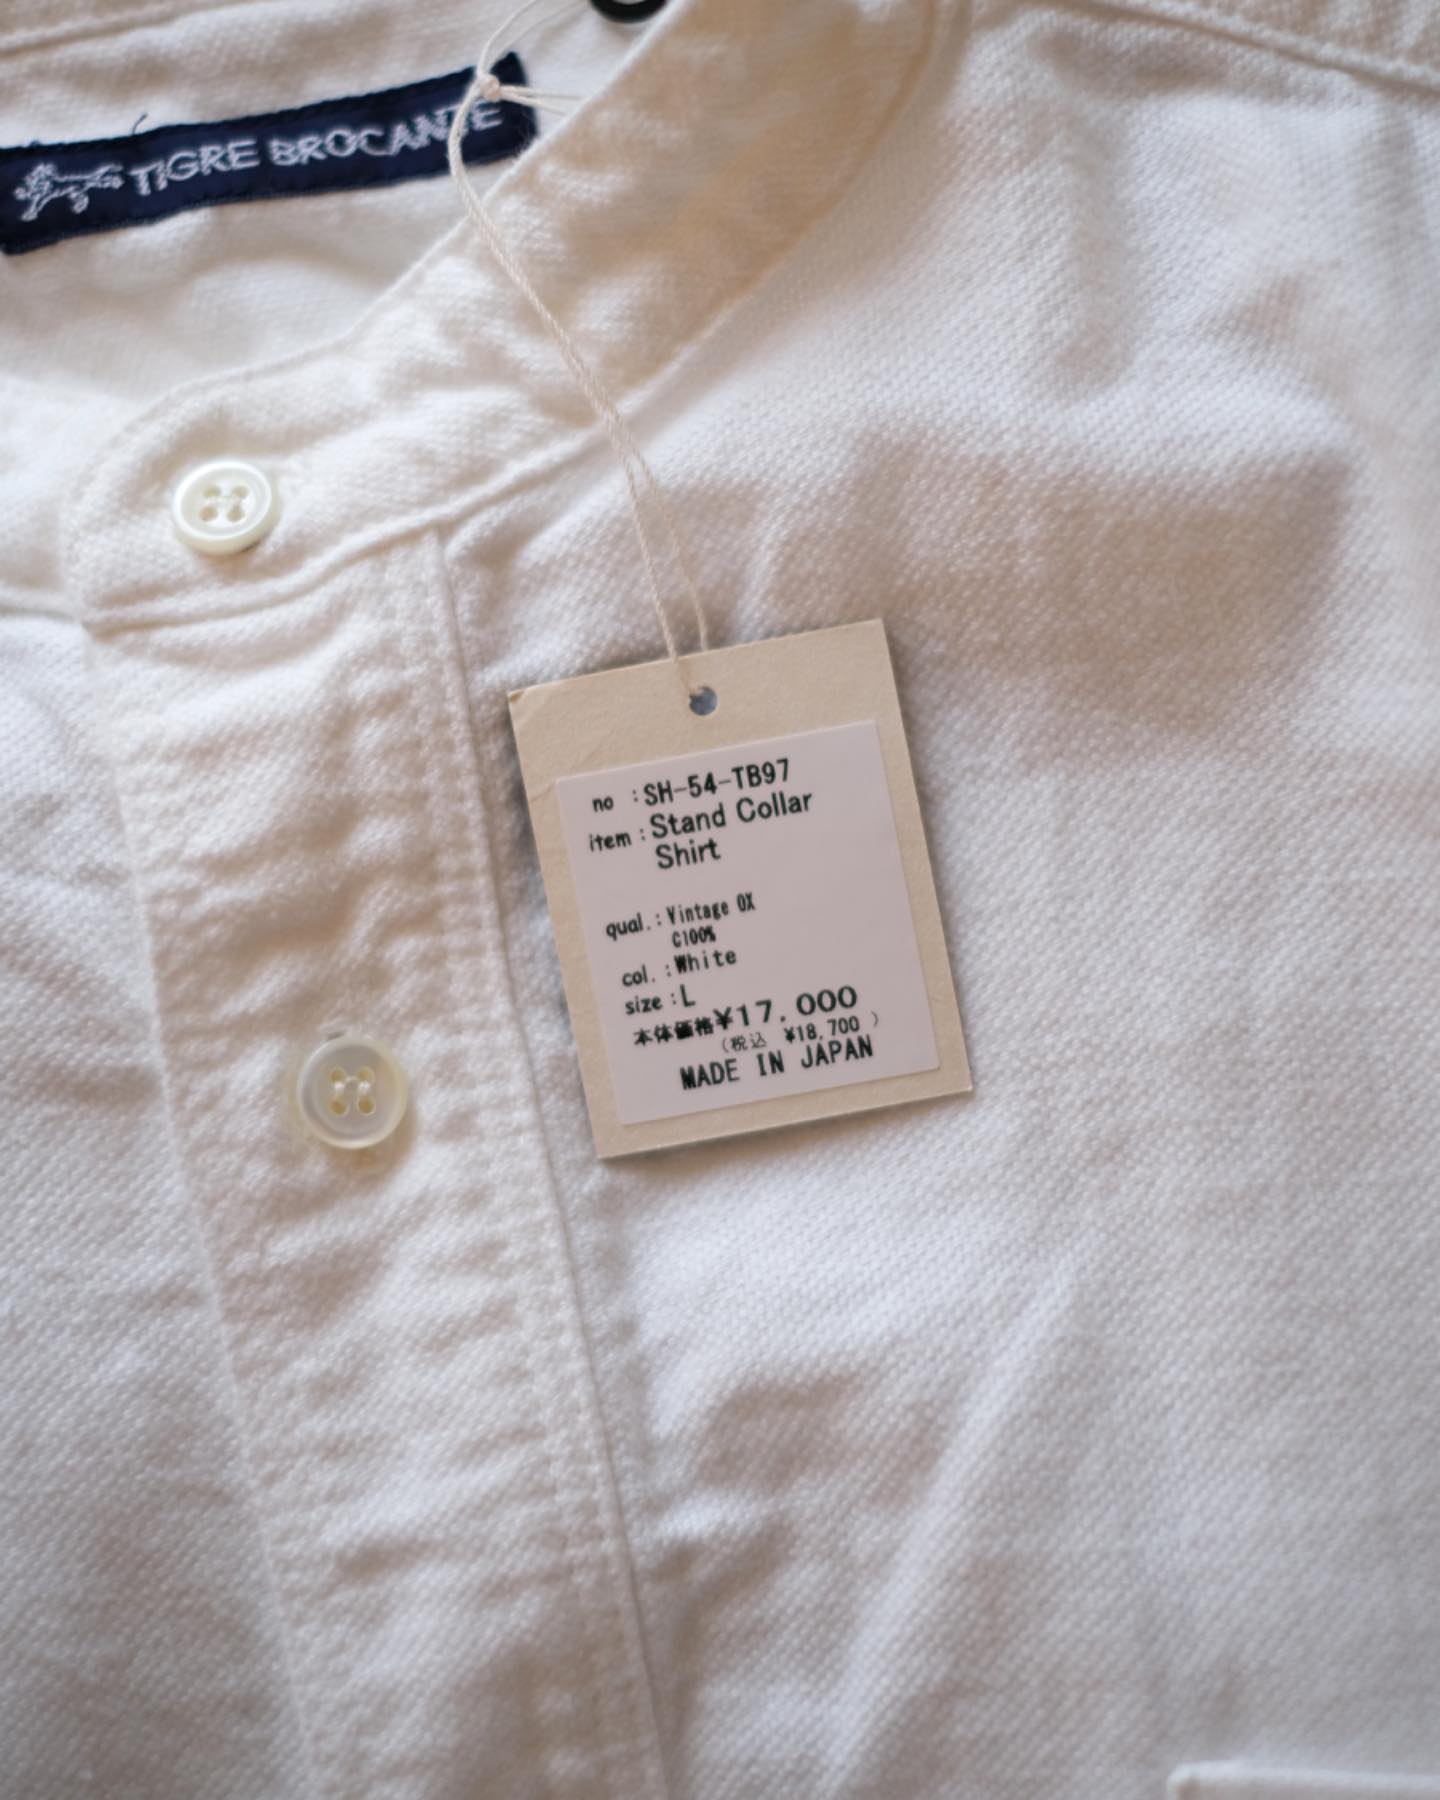 TIGRE BROCANTE
no :SH-54-TB97
item :Stand Collar
Shirt
qual.:Vintage OX
C100%
col. :White
size :L
本体価格¥17,000
(税込 ¥18,700 )
MADE IN JAPAN